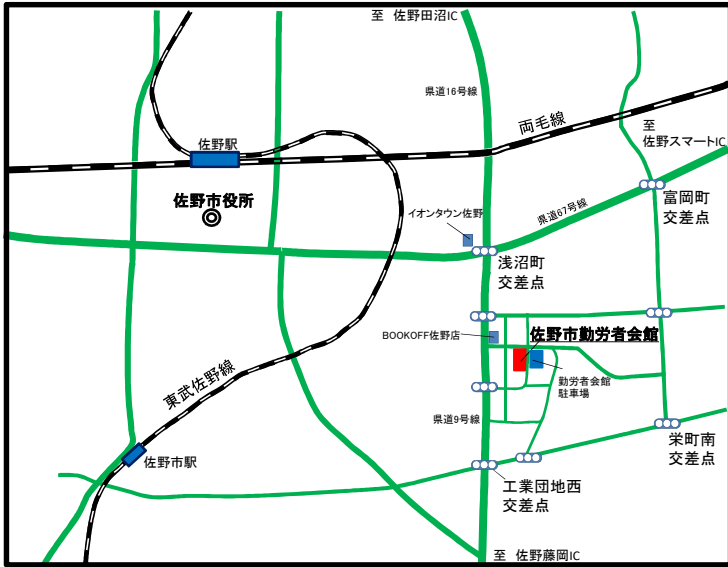 至 佐野田沼IC
県道16号線
両毛線
至
佐野スマートIC
佐野駅
佐野市役所
富岡町
交差点
県道67号線
イオンタウン佐野
浅沼町
交差点
BOOKOFF佐野店
佐野市勤労者会館
勤労者会館
駐車場
東武佐野線
県道9号線
栄町南
交差点
佐野市駅
工業団地西
交差点
至 佐野藤岡IC